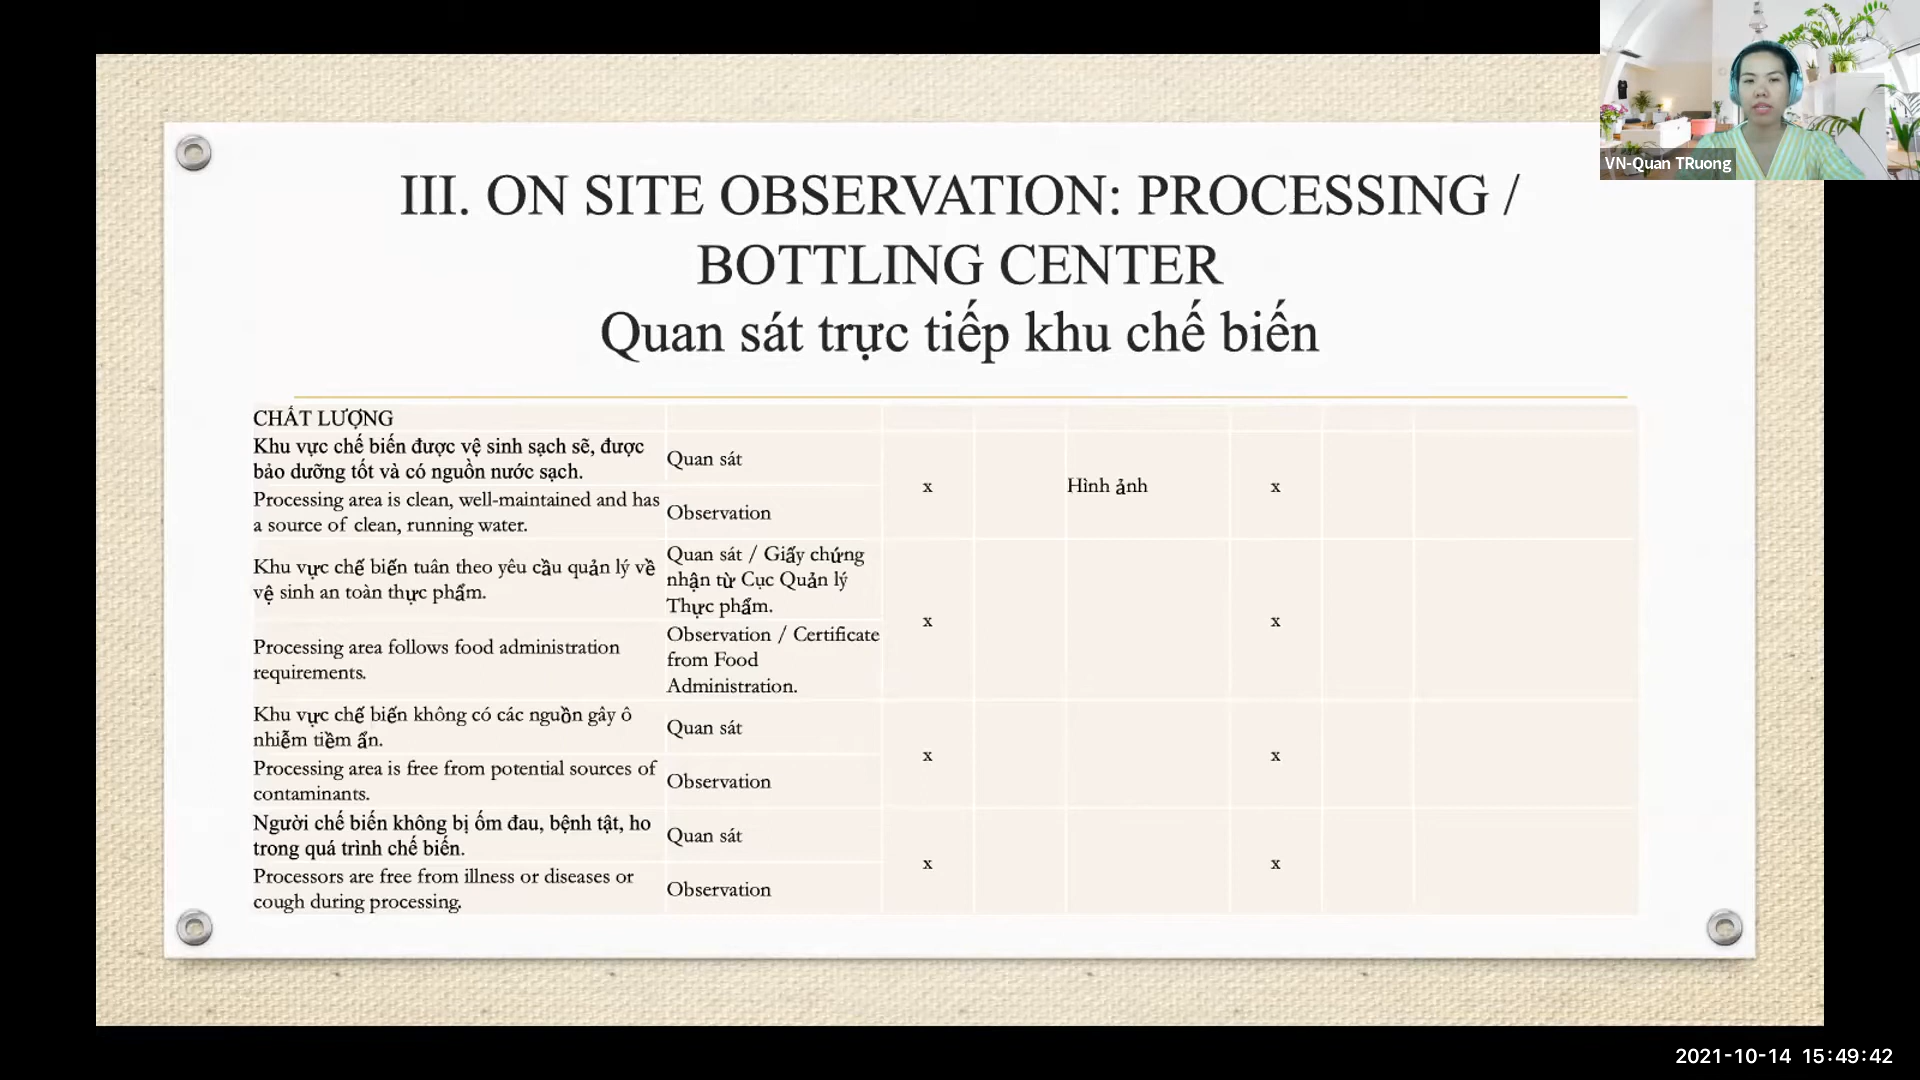 VN-Quan TRuong
III. ON SITE OBSERVATION: PROCESSING /
BOTTLING CENTER
Quan sát trực tiếp khu chế biến
CHẤT LƯỢNG
Khu vực chế biến được vệ sinh sạch sẽ, được
bảo dưỡng tốt và có nguồn nước sạch.
Quan sát
x
Hình ảnh
x
Processing area is clean, well-maintained and has
a source of clean, running water.
Observation
Khu vực chế biến tuân theo yêu cầu quản lý về
vệ sinh an toàn thực phẩm.
Quan sát / Giấy chứng
nhận từ Cục Quản lý
Thực phẩm.
x
x
Processing area follows food administration
requirements.
Observation / Certificate
from Food
Administration.
Khu vực chế biến không có các nguồn gây ô
nhiễm tiềm ẩn.
Quan sát
x
x
Processing area is free from potential sources of
contaminants.
Observation
Người chế biến không bị ốm đau, bệnh tật, ho
trong quá trình chế biến.
Quan sát
x
x
Processors are free from illness or diseases or
cough during processing.
Observation
2021-10-14 15:49:42